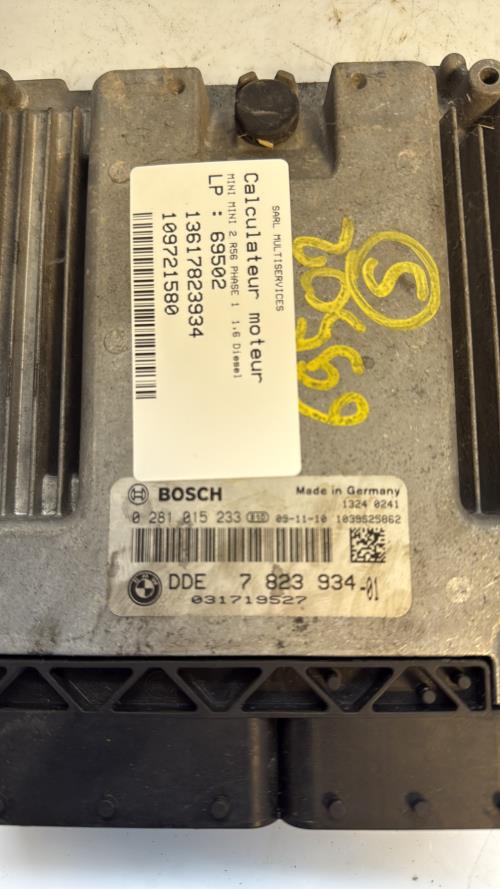 SARL MULTISERVICES
Calculateur moteur
MINI MINI 2 R56 PHASE 1 1.6 Diesel
LP : 69502
13617823934
109721580
S
69502
BOSCH
Made in Germany
1324 0241
0 281 015 233 E10 09-11-10 1039S25862
DDE 7 823 934-01
031719527